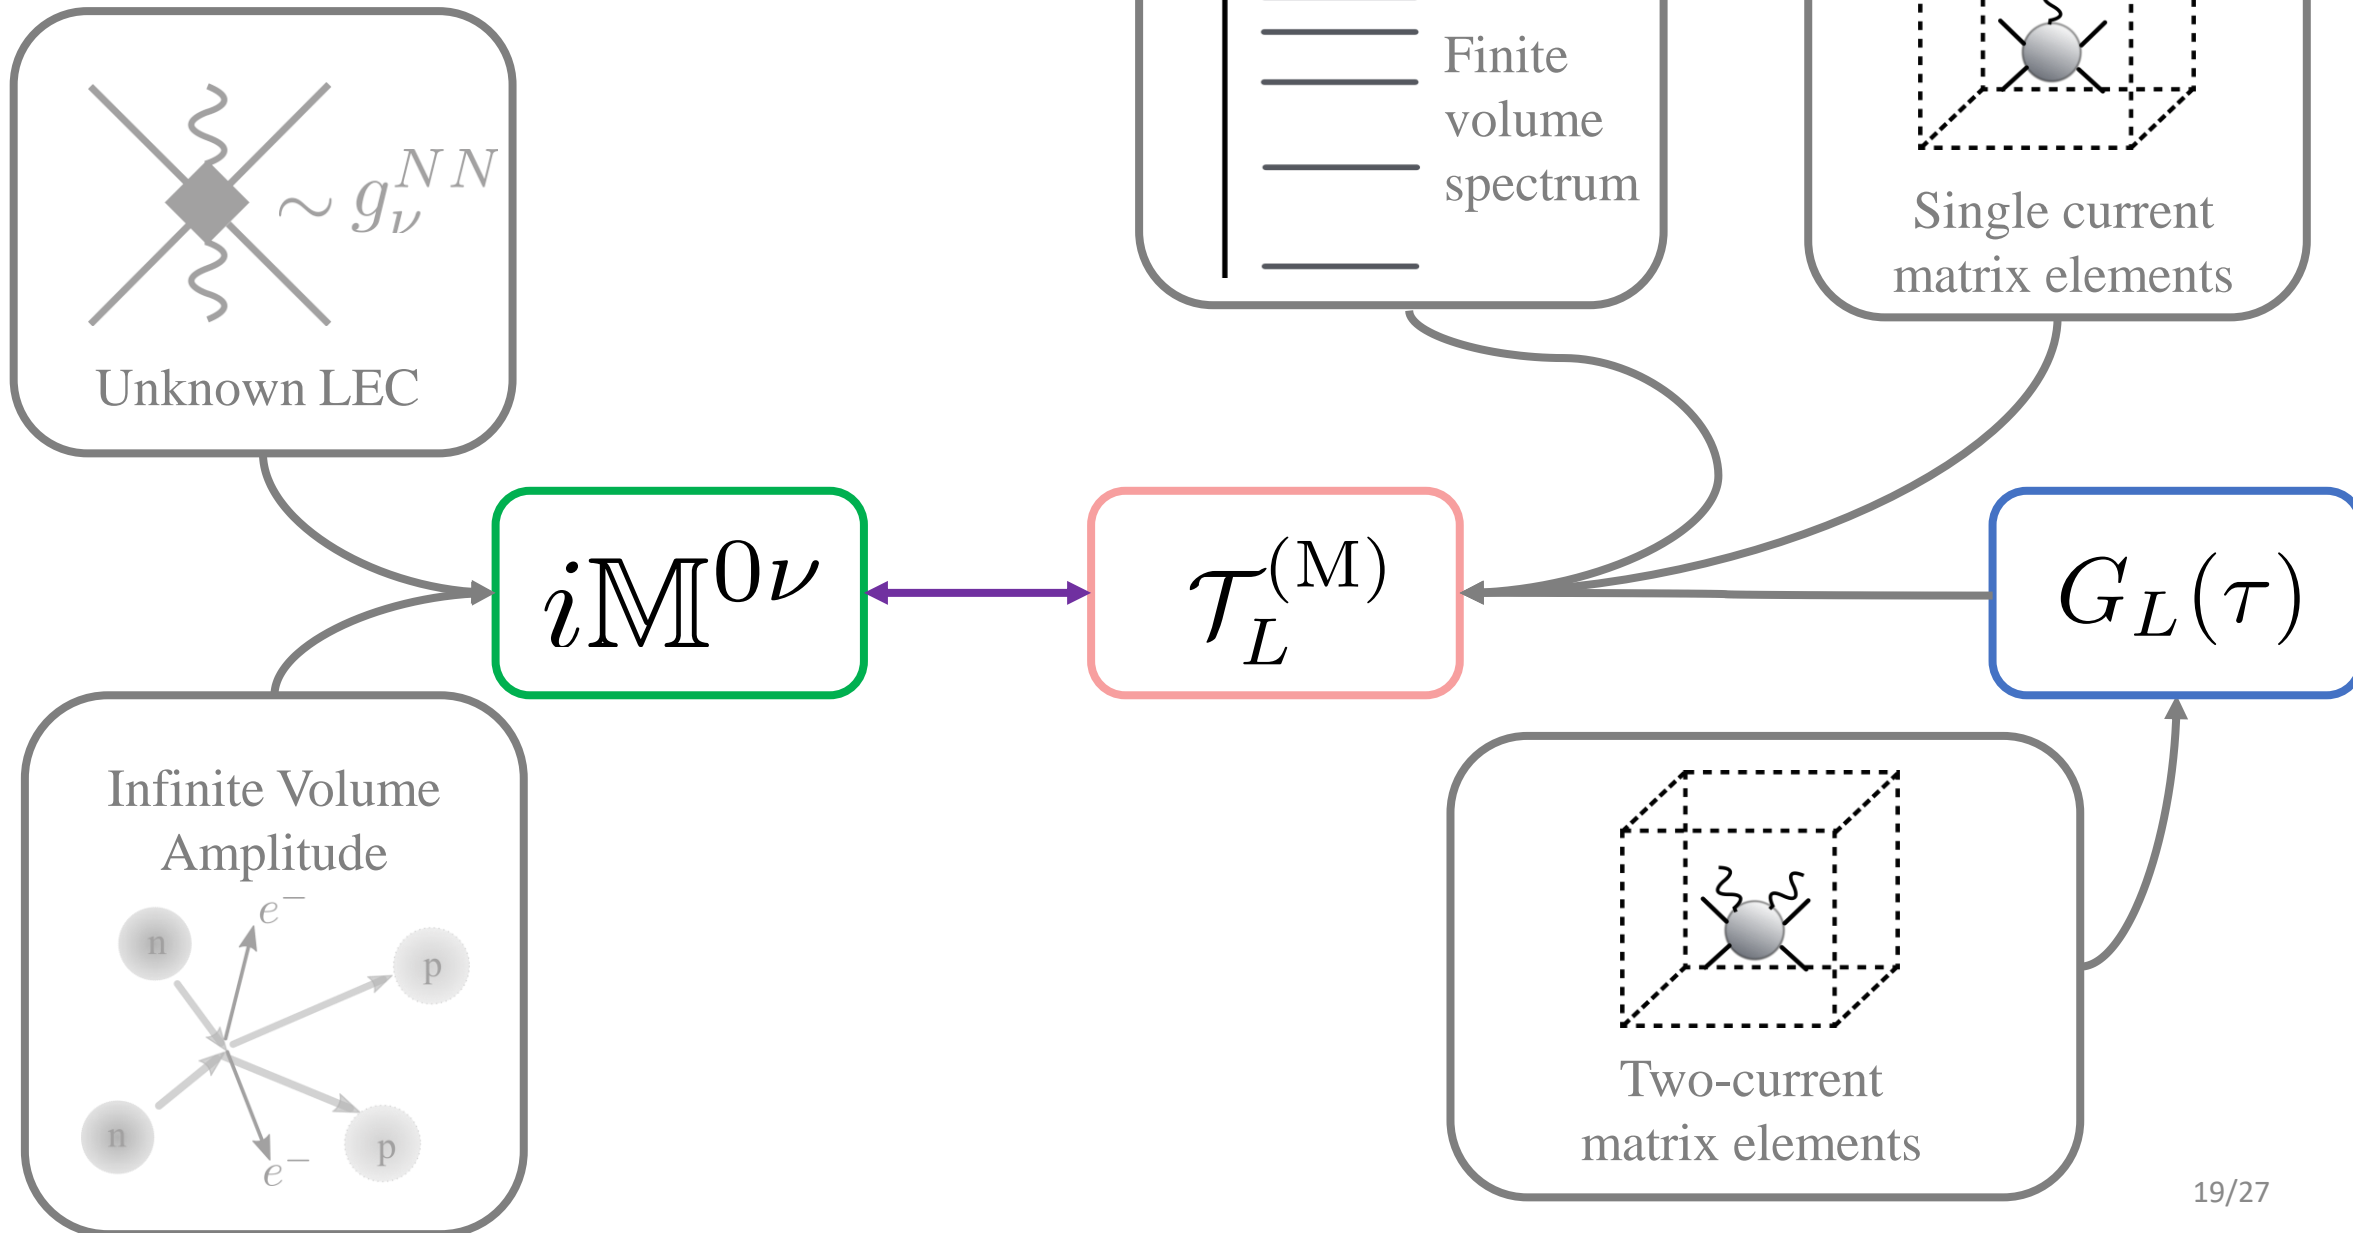 ∼ g_ν^{NN}
Unknown LEC
Finite
volume
spectrum
Single current
matrix elements
i𝕄^{0ν}
𝒯_L^{(M)}
G_L(τ)
Infinite Volume
Amplitude
e⁻
n
p
n
p
e⁻
Two-current
matrix elements
19/27